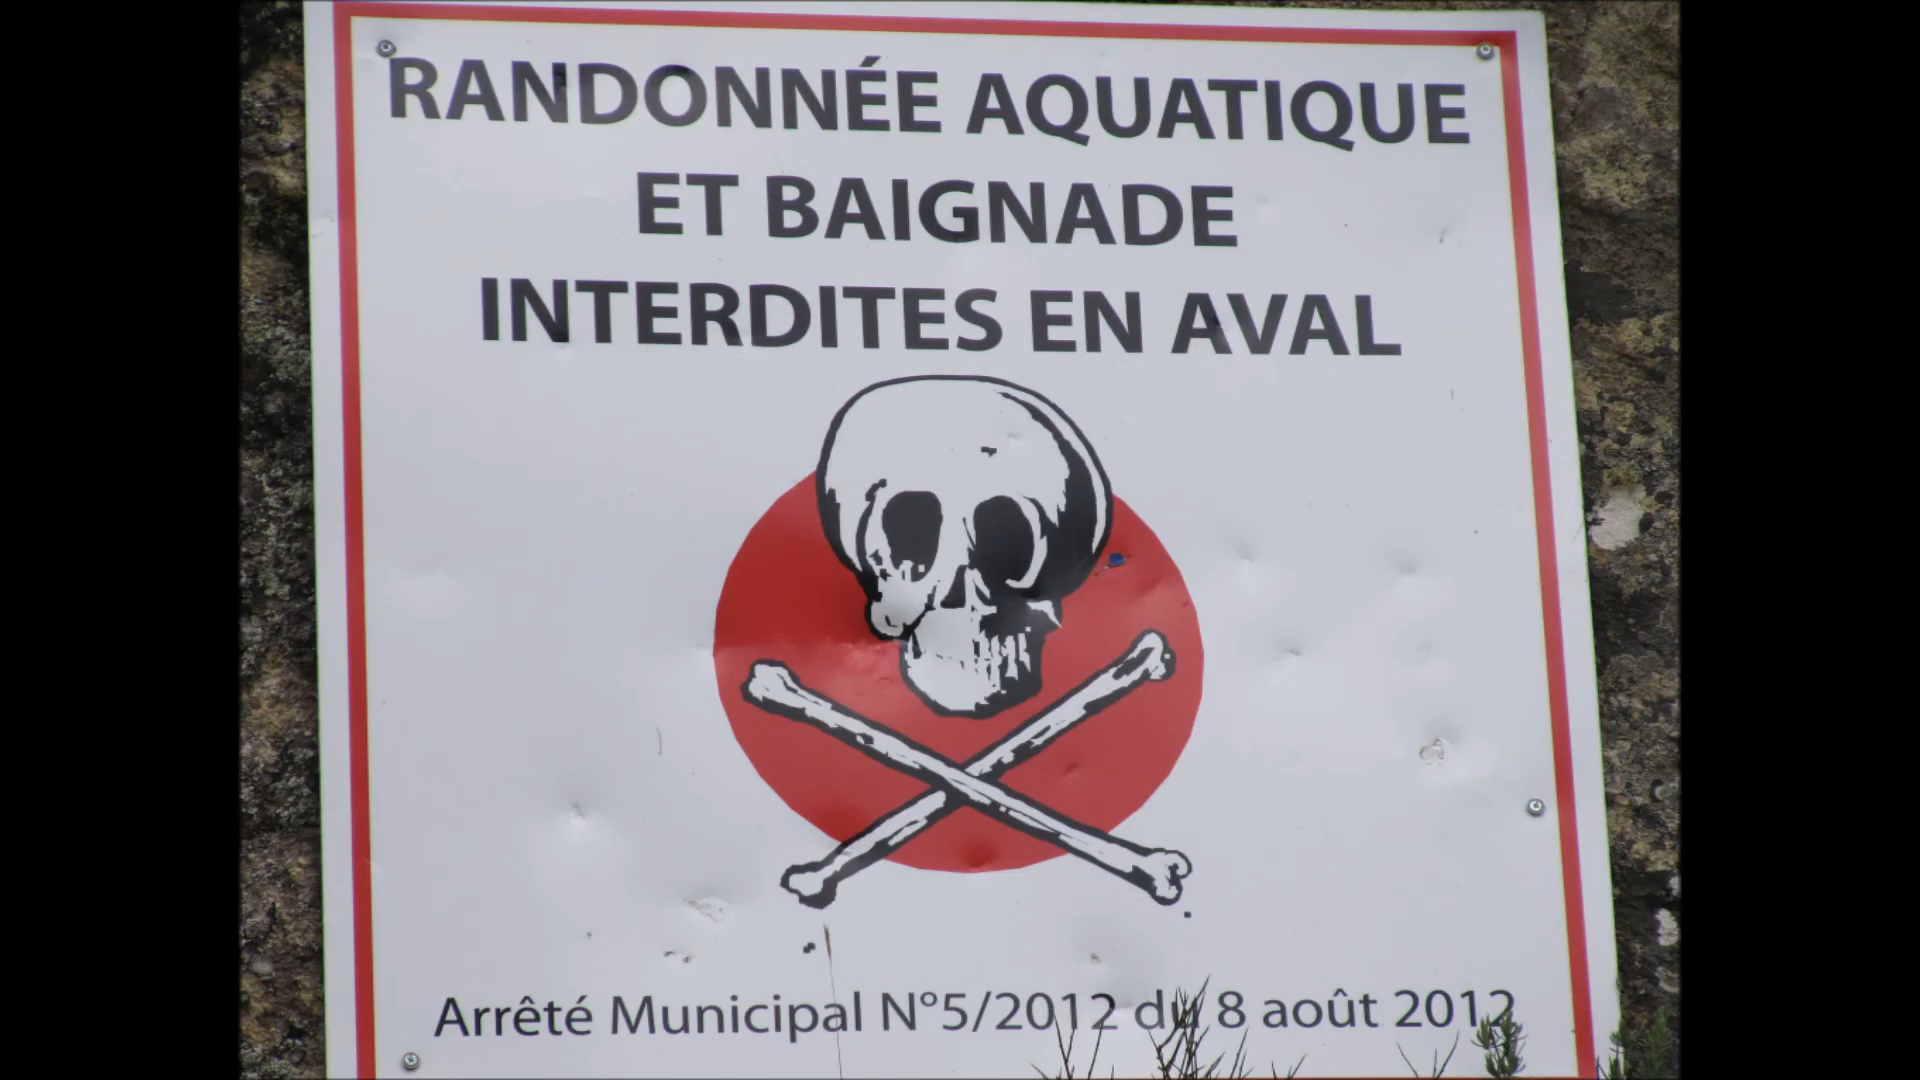 RANDONNÉE AQUATIQUE
ET BAIGNADE
INTERDITES EN AVAL
Arrêté Municipal N°5/2012 du 8 août 2012